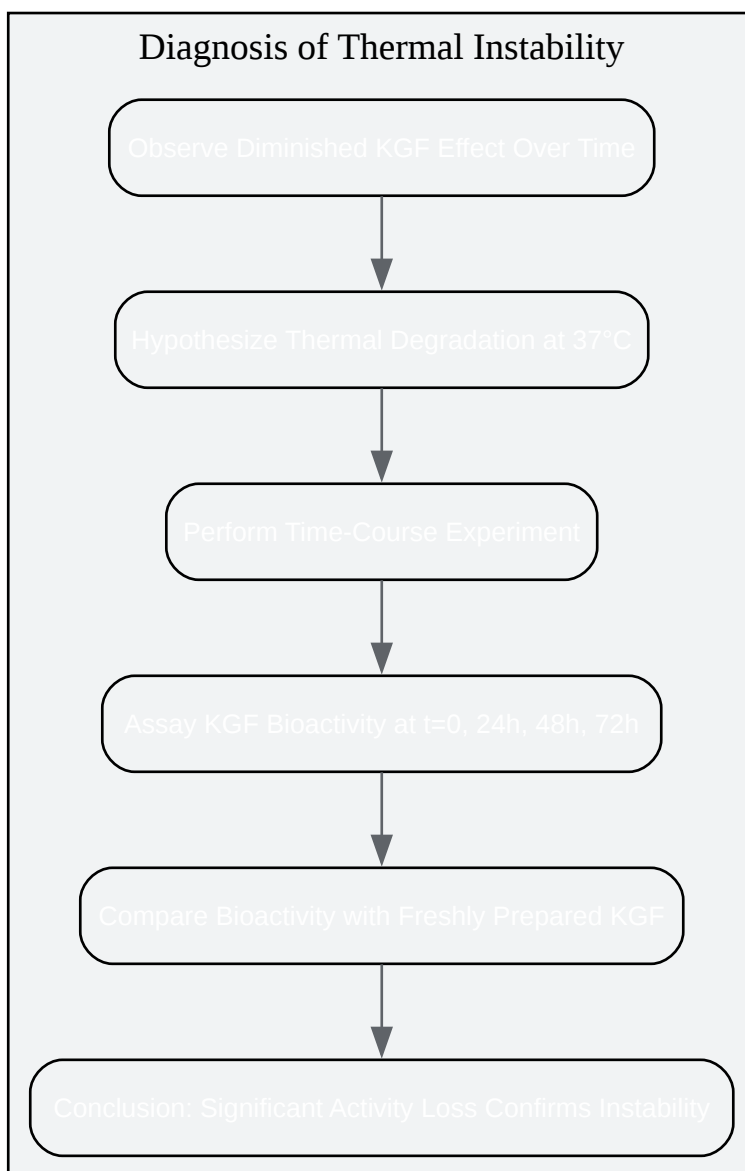 Diagnosis of Thermal Instability
Observe Diminished KGF Effect Over Time
Hypothesize Thermal Degradation at 37°C
Perform Time-Course Experiment
Assay KGF Bioactivity at t=0, 24h, 48h, 72h
Compare Bioactivity with Freshly Prepared KGF
Conclusion: Significant Activity Loss Confirms Instability